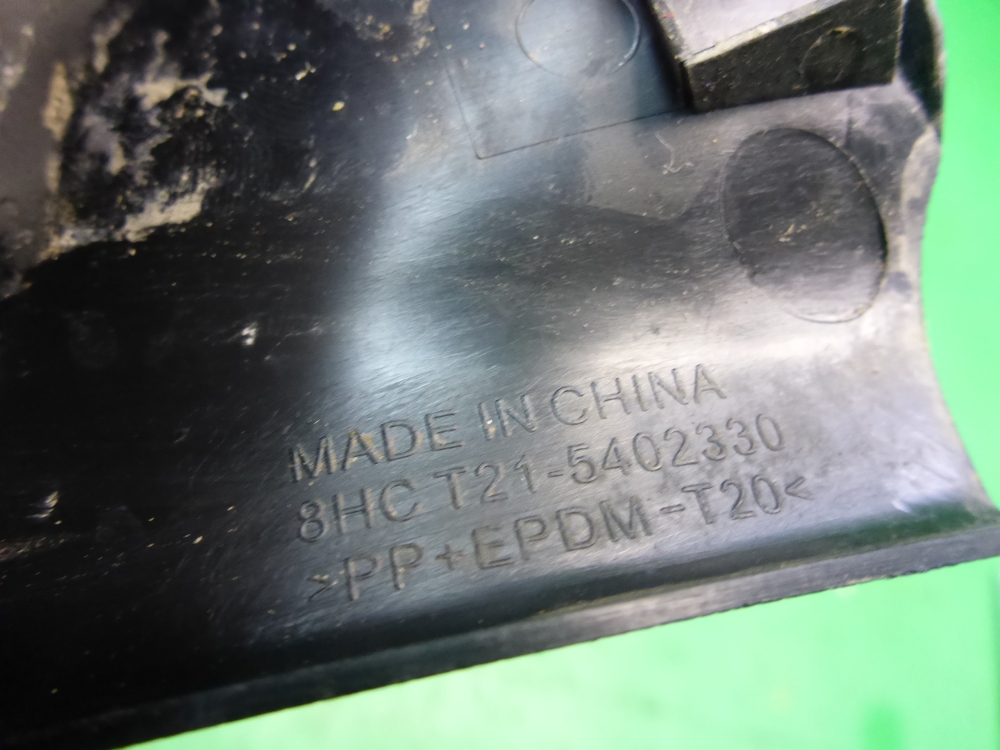 MADE IN CHINA
8HC T21-5402330
>PP+EPDM-T20<